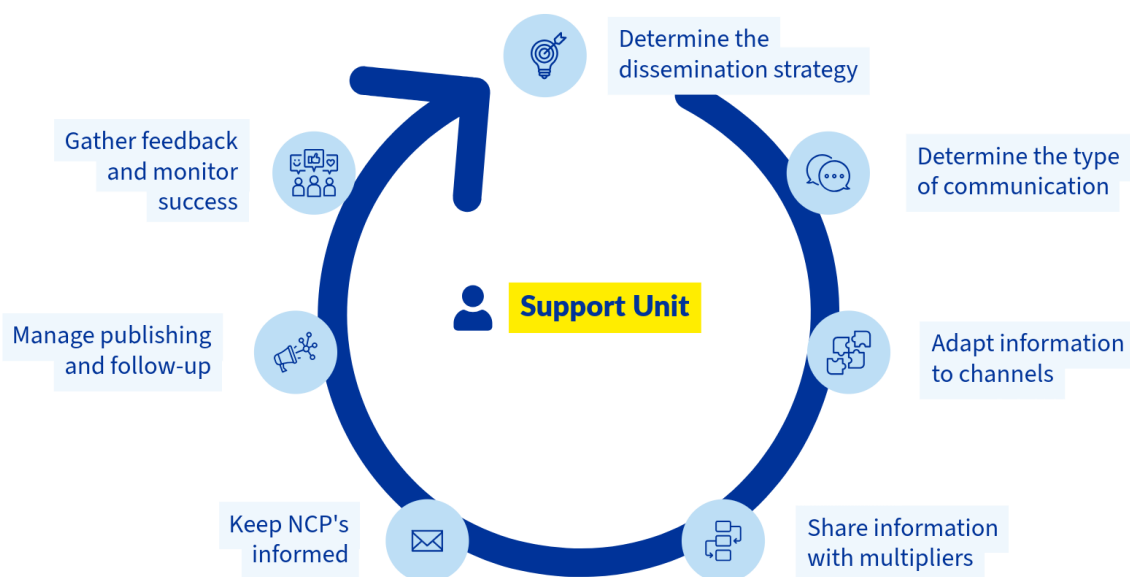 Determine the
dissemination strategy
Determine the type
of communication
Adapt information
to channels
Share information
with multipliers
Keep NCP's
informed
Manage publishing
and follow-up
Gather feedback
and monitor
success
Support Unit